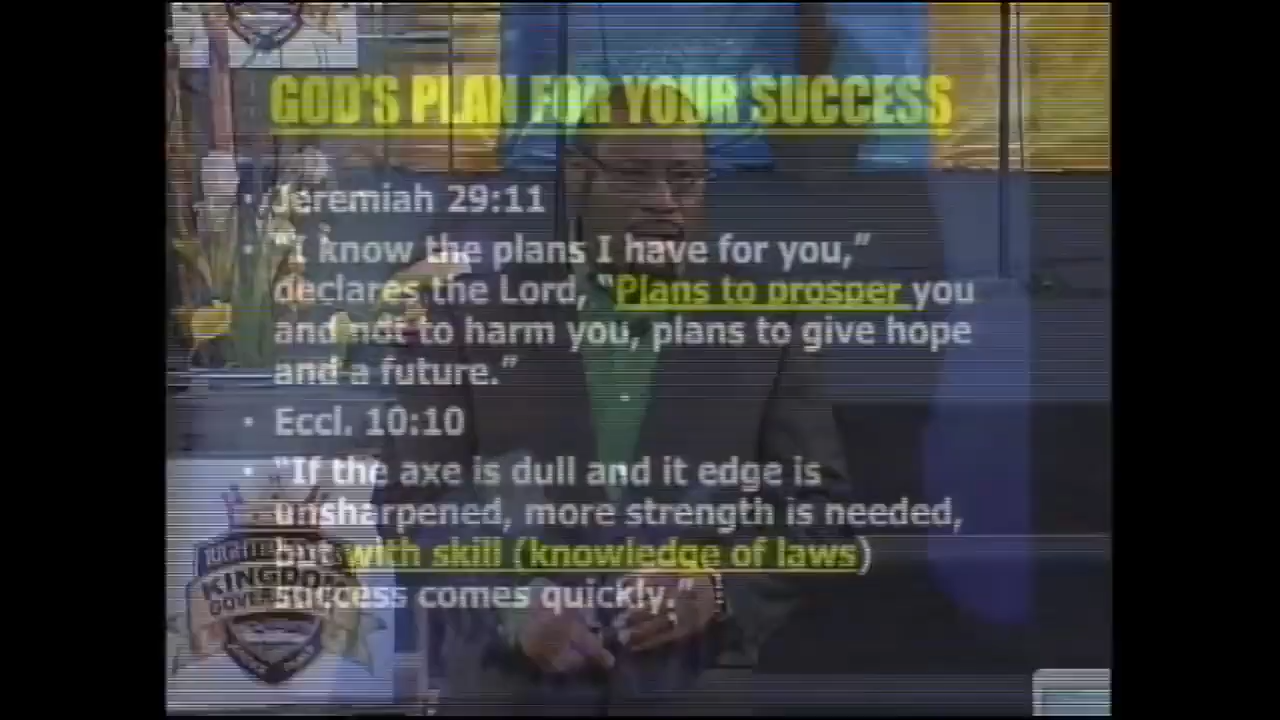 GOD'S PLAN FOR YOUR SUCCESS
• Jeremiah 29:11
• “I know the plans I have for you,”
declares the Lord, “Plans to prosper you
and not to harm you, plans to give hope
and a future.”
• Eccl. 10:10
• “If the axe is dull and it edge is
unsharpened, more strength is needed,
but with skill (knowledge of laws)
success comes quickly.”
KINGDOM